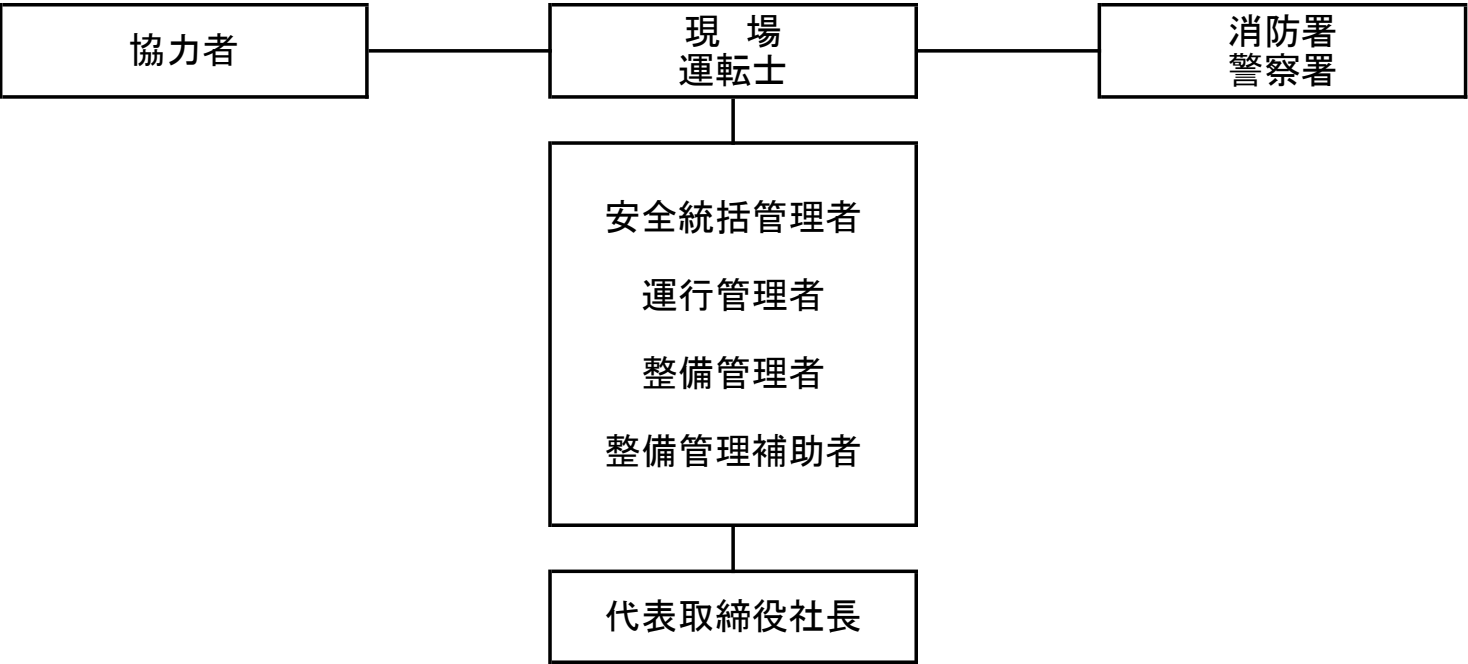 協力者
現 場
運転士
消防署
警察署
安全統括管理者
運行管理者
整備管理者
整備管理補助者
代表取締役社長